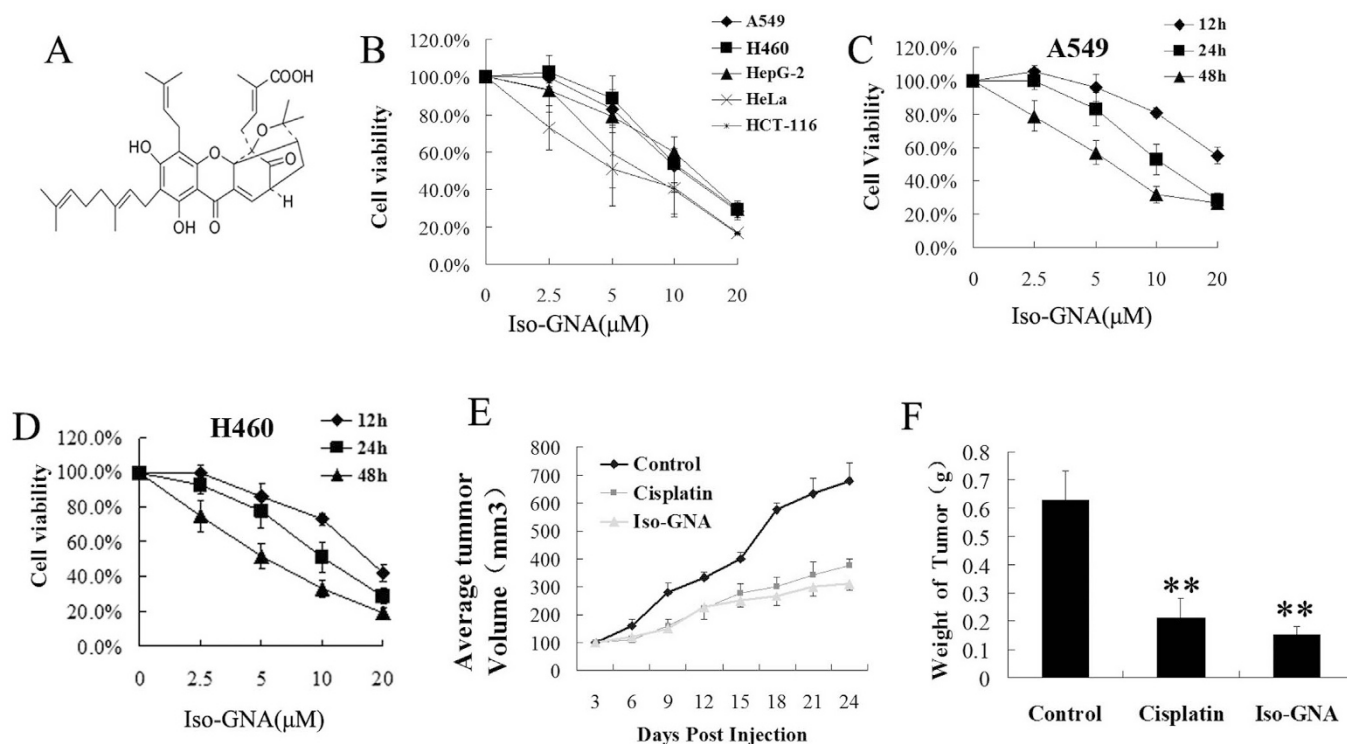 A
COOOH
O
HO
O
O
H
OH
O
B
120.0%
100.0%
80.0%
60.0%
40.0%
20.0%
0.0%
Cell viability
A549
H460
HepG-2
HeLa
HCT-116
0 2.5 5 10 20
Iso-GNA(μM)
C
A549
12h
24h
48h
120.0%
100.0%
80.0%
60.0%
40.0%
20.0%
0.0%
Cell Viability
0 2.5 5 10 20
Iso-GNA(μM)
D
H460
12h
24h
48h
120.0%
100.0%
80.0%
60.0%
40.0%
20.0%
0.0%
Cell viability
0 2.5 5 10 20
Iso-GNA(μM)
E
800
700
600
500
400
300
200
100
0
Average tummor
Volume（mm3）
Control
Cisplatin
Iso-GNA
3 6 9 12 15 18 21 24
Days Post Injection
F
0.8
0.7
0.6
0.5
0.4
0.3
0.2
0.1
0
Weight of Tumor（g）
**
**
Control Cisplatin Iso-GNA